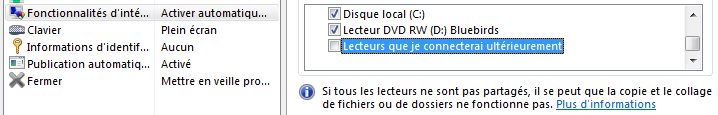 Fonctionnalités d'inté... Activer automatiqu...
Clavier Plein écran
Informations d'identif... Aucun
Publication automatiq... Activé
Fermer Mettre en veille pro...
Disque local (C:)
Lecteur DVD RW (D:) Bluebirds
Lecteurs que je connecterai ultérieurement
Si tous les lecteurs ne sont pas partagés, il se peut que la copie et le collage
de fichiers ou de dossiers ne fonctionne pas. Plus d'informations